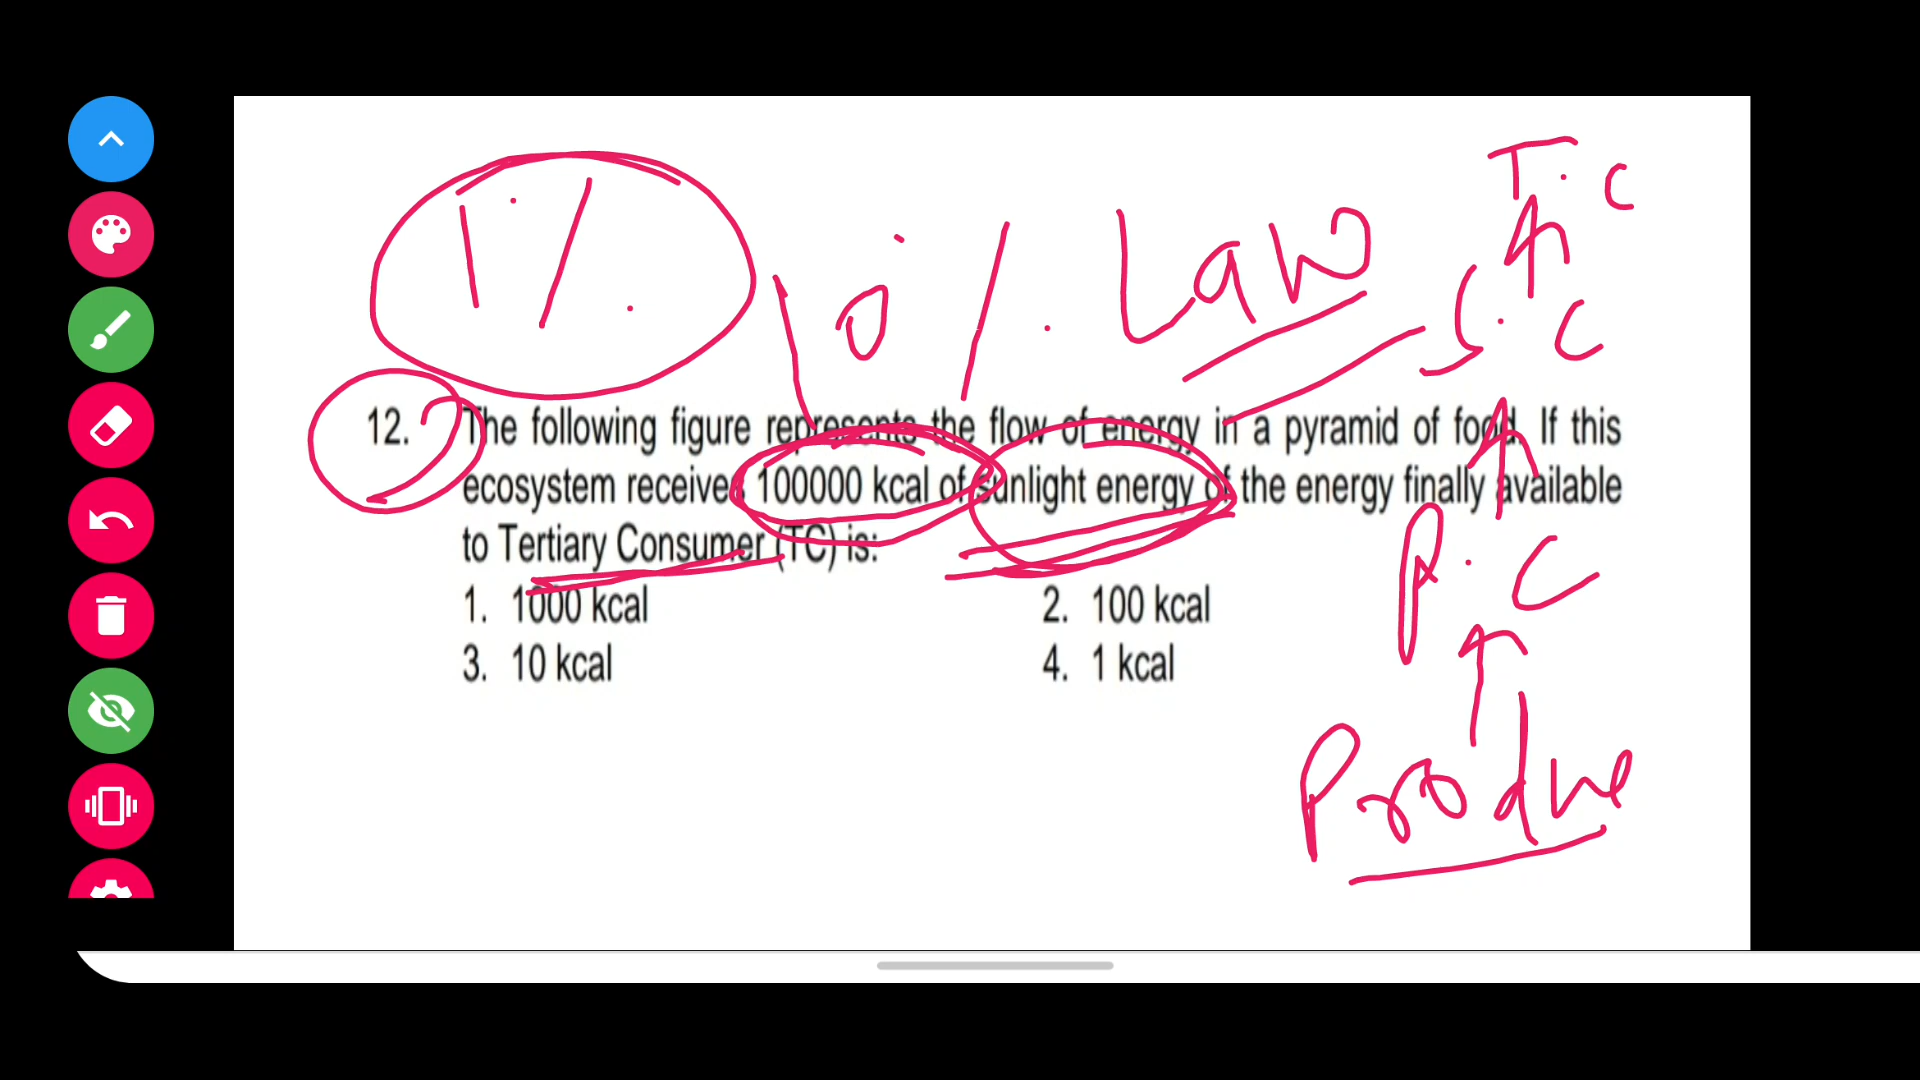 T.C
1%. 10%. Law
S.C
12. The following figure represents the flow of energy in a pyramid of food. If this
ecosystem receives 100000 kcal of sunlight energy of the energy finally available
to Tertiary Consumer (TC) is:
P.C
1. 1000 kcal 2. 100 kcal
3. 10 kcal 4. 1 kcal